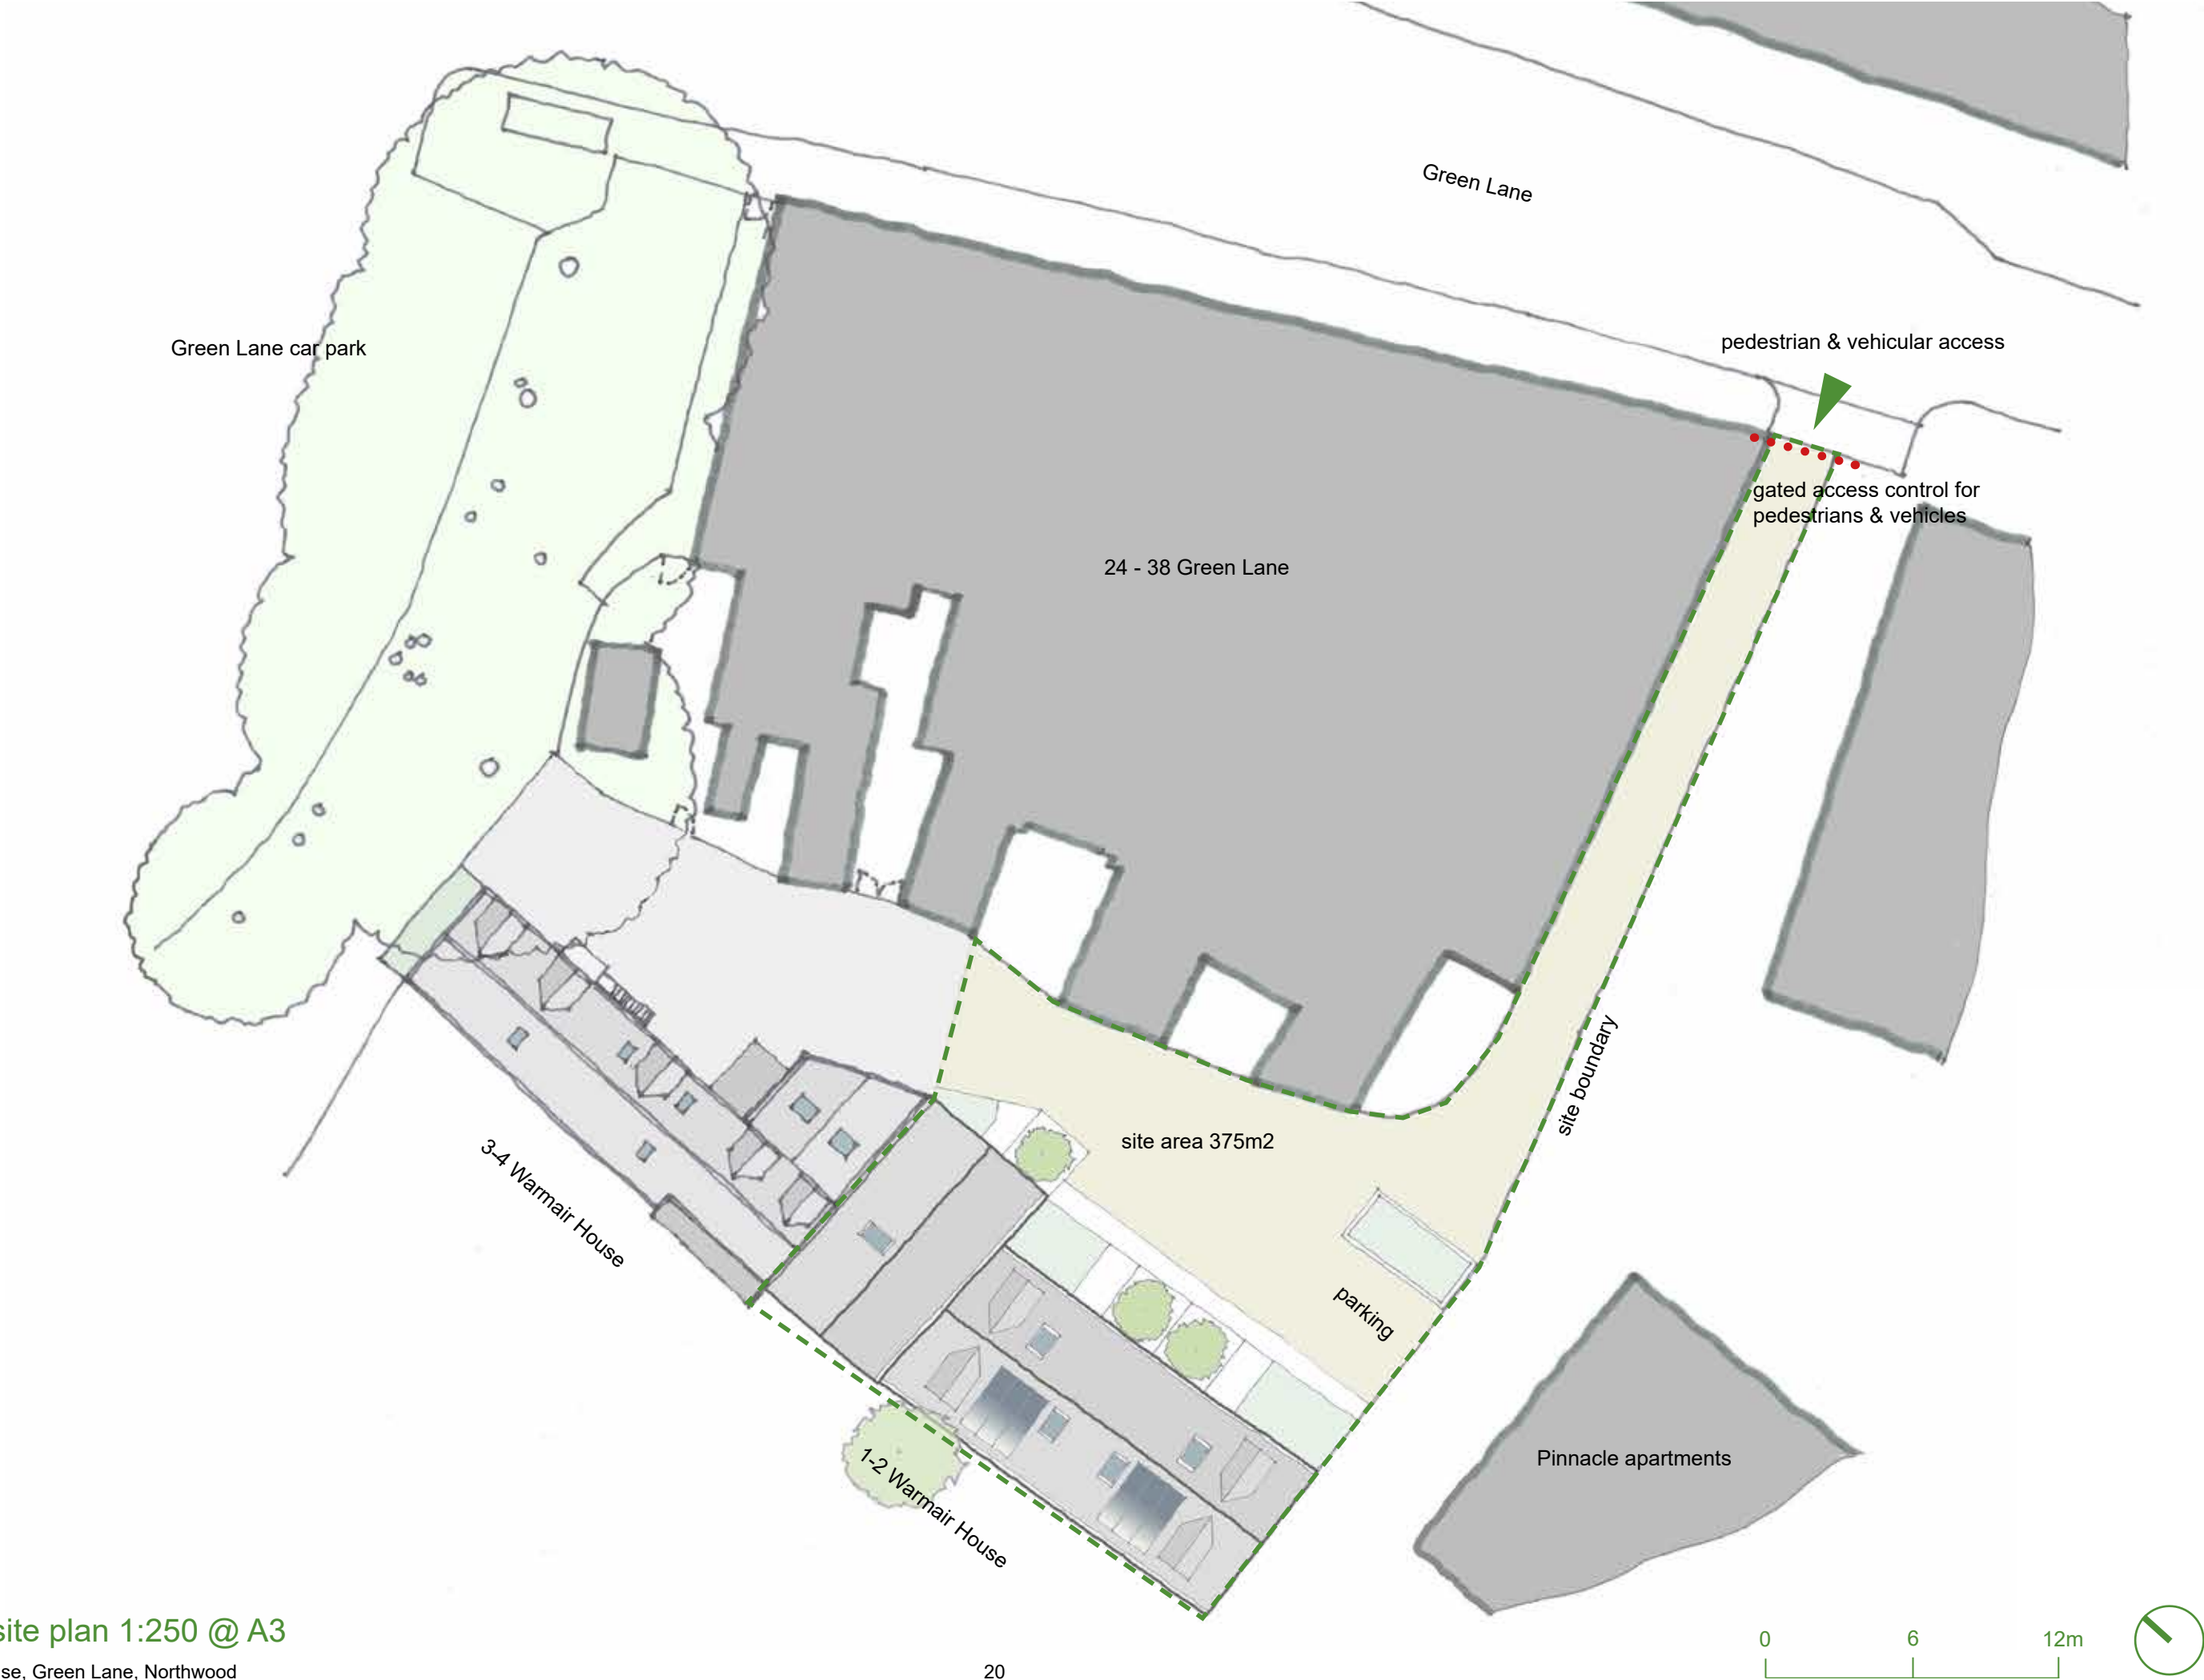 Green Lane
pedestrian & vehicular access
Green Lane car park
gated access control for
pedestrians & vehicles
24 - 38 Green Lane
site boundary
site area 375m2
3-4 Warmair House
parking
1-2 Warmair House
Pinnacle apartments
site plan 1:250 @ A3
0 6 12m
se, Green Lane, Northwood
20